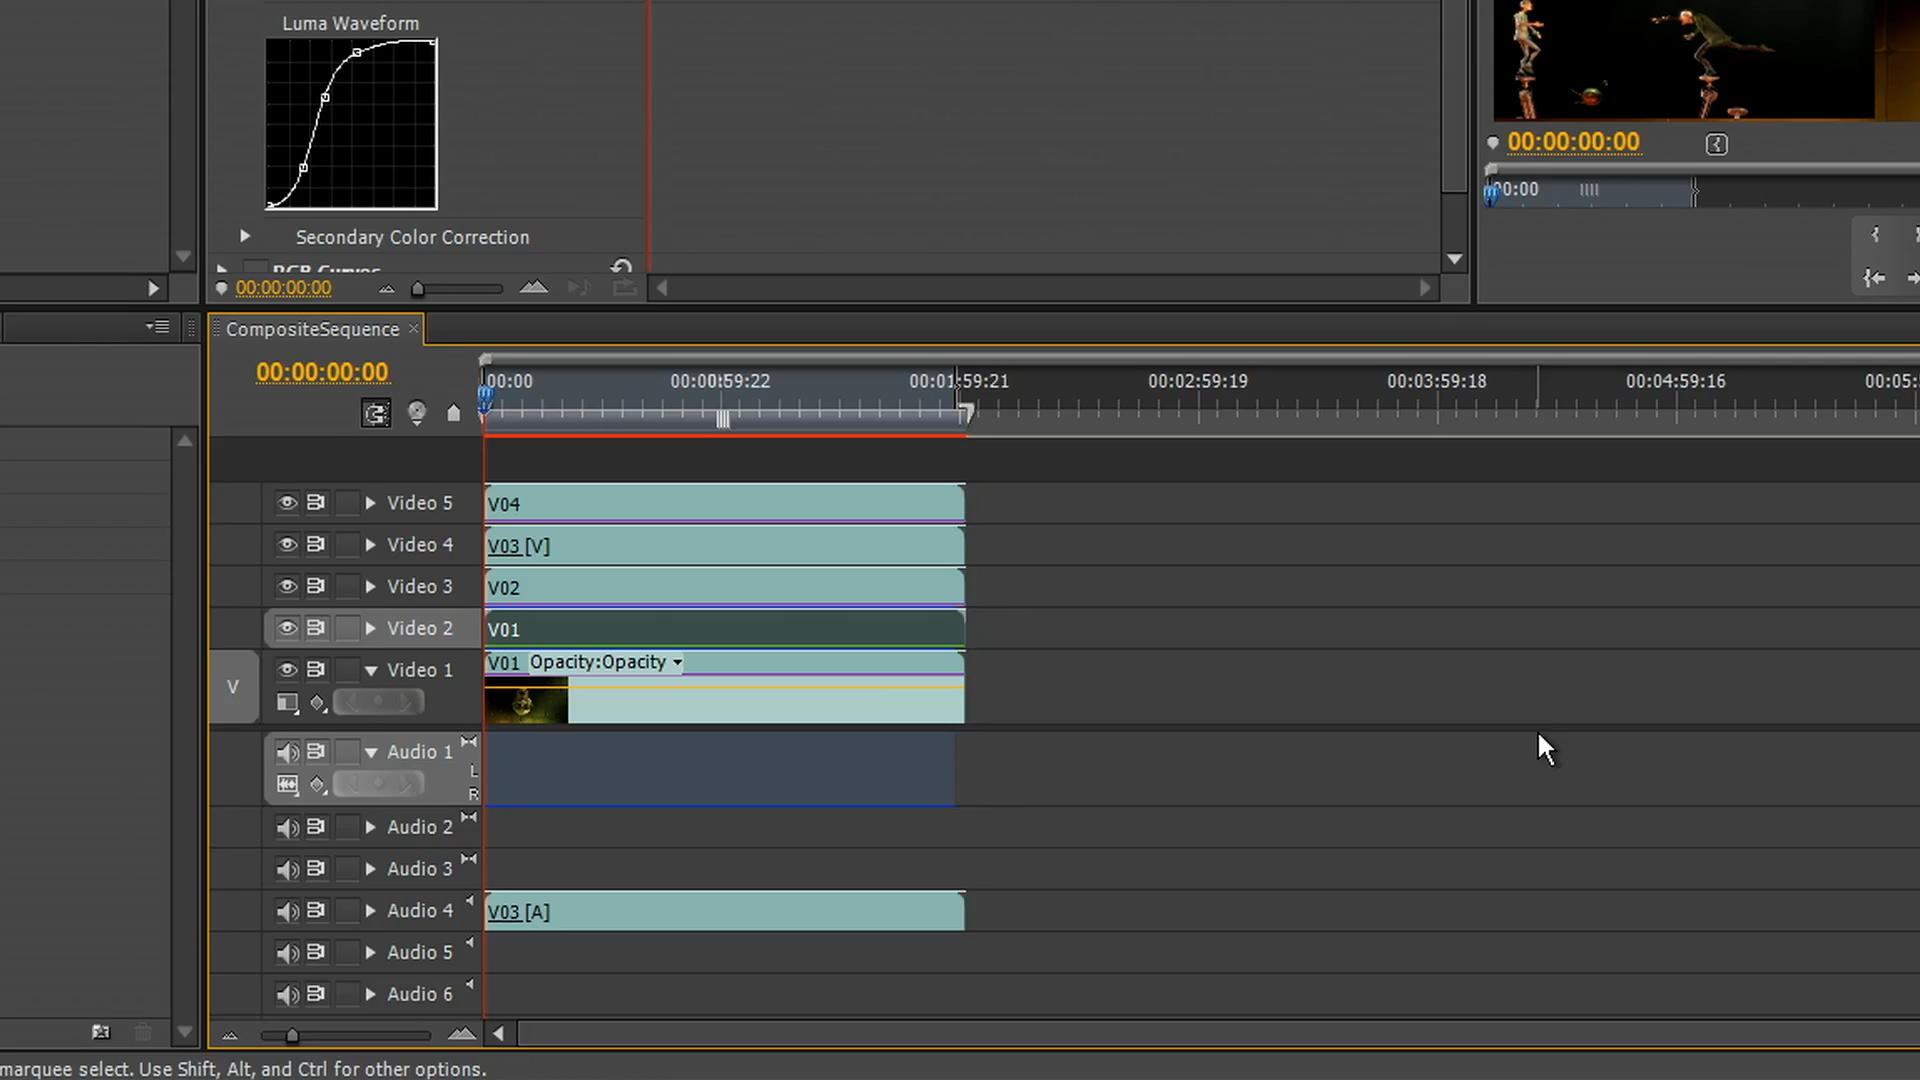 Luma Waveform
Secondary Color Correction
RGB Curves
00:00:00:00
00:00:00:00
00:00
CompositeSequence
00:00:00:00
00:00
00:00:59:22
00:01:59:21
00:02:59:19
00:03:59:18
00:04:59:16
00:05:
Video 5
V04
Video 4
V03 [V]
Video 3
V02
Video 2
V01
V
Video 1
V01 Opacity:Opacity
Audio 1
L
R
Audio 2
Audio 3
Audio 4
V03 [A]
Audio 5
Audio 6
marquee select. Use Shift, Alt, and Ctrl for other options.